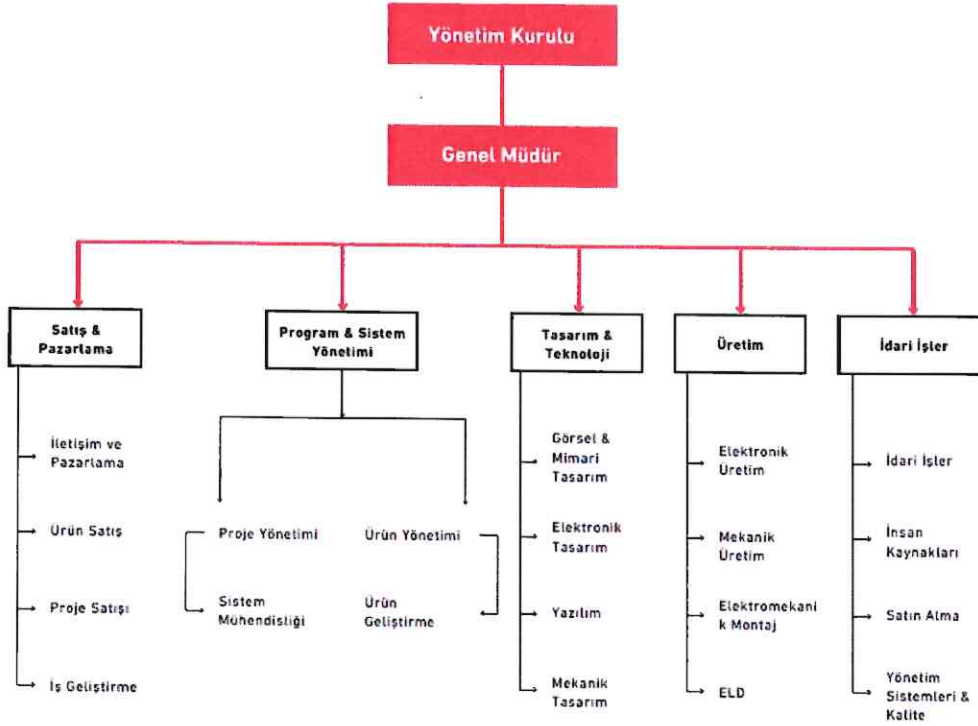 Yönetim Kurulu
Genel Müdür
Satış &
Pazarlama
Program & Sistem
Yönetimi
Tasarım &
Teknoloji
Üretim
İdari İşler
İletişim ve
Pazarlama
Ürün Satış
Proje Satışı
İş Geliştirme
Proje Yönetimi
Sistem
Mühendisliği
Ürün Yönetimi
Ürün
Geliştirme
Görsel &
Mimari
Tasarım
Elektronik
Tasarım
Yazılım
Mekanik
Tasarım
Elektronik
Üretim
Mekanik
Üretim
Elektromekani
k Montaj
ELD
İdari İşler
İnsan
Kaynakları
Satın Alma
Yönetim
Sistemleri &
Kalite